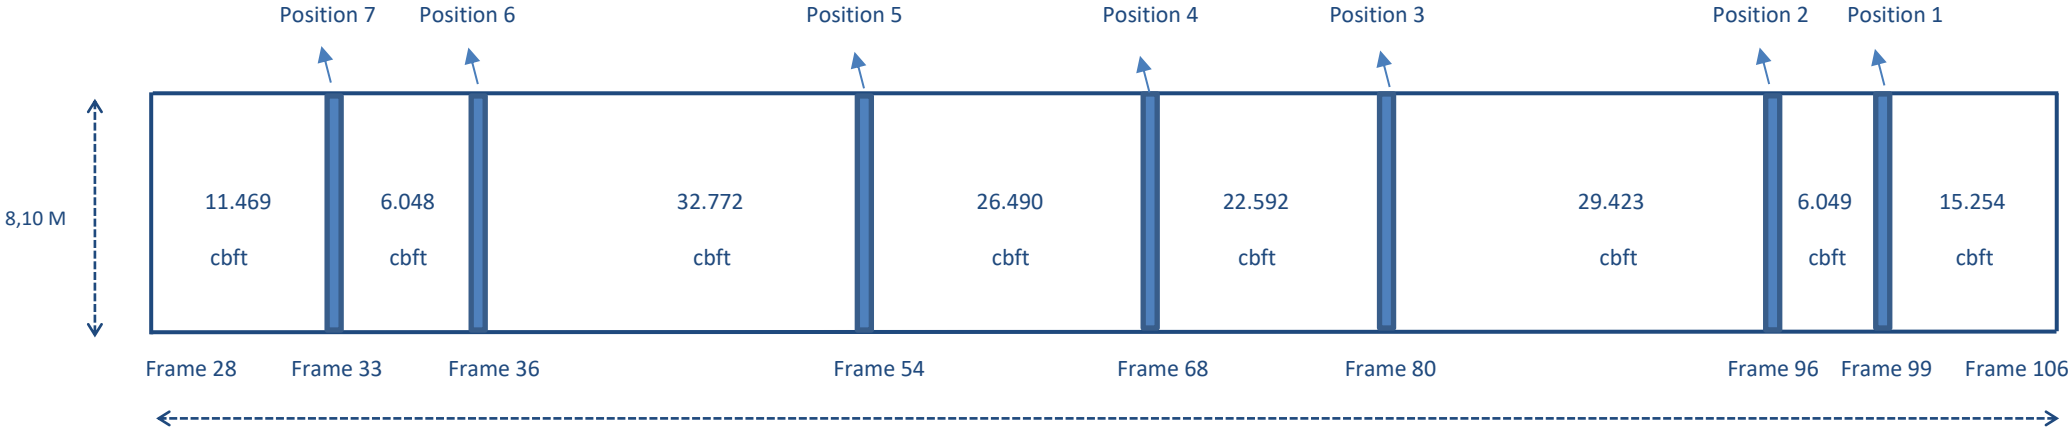 Position 7
Position 6
Position 5
Position 4
Position 3
Position 2
Position 1
8,10 M
11.469
cbft
6.048
cbft
32.772
cbft
26.490
cbft
22.592
cbft
29.423
cbft
6.049
cbft
15.254
cbft
Frame 28
Frame 33
Frame 36
Frame 54
Frame 68
Frame 80
Frame 96
Frame 99
Frame 106